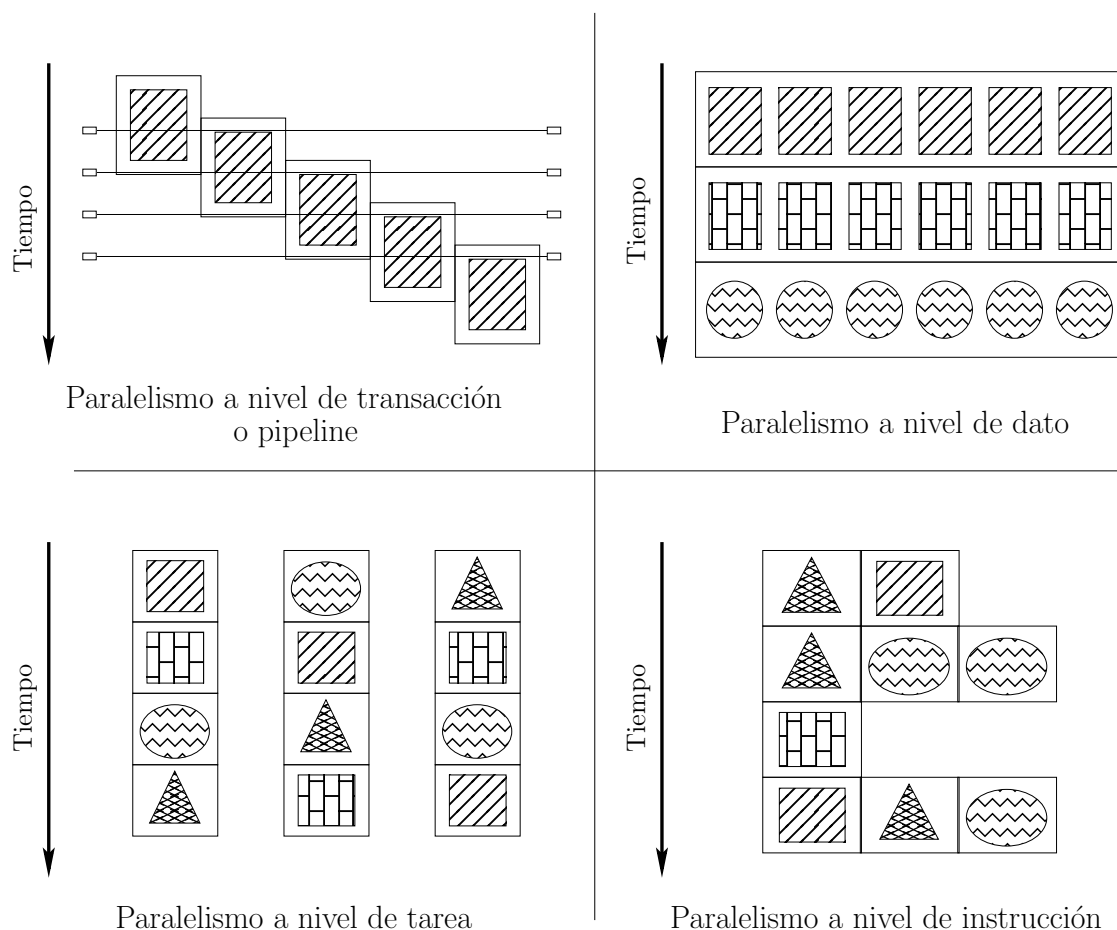 Tiempo
Paralelismo a nivel de transacción
o pipeline
Tiempo
Paralelismo a nivel de dato
Tiempo
Paralelismo a nivel de tarea
Tiempo
Paralelismo a nivel de instrucción